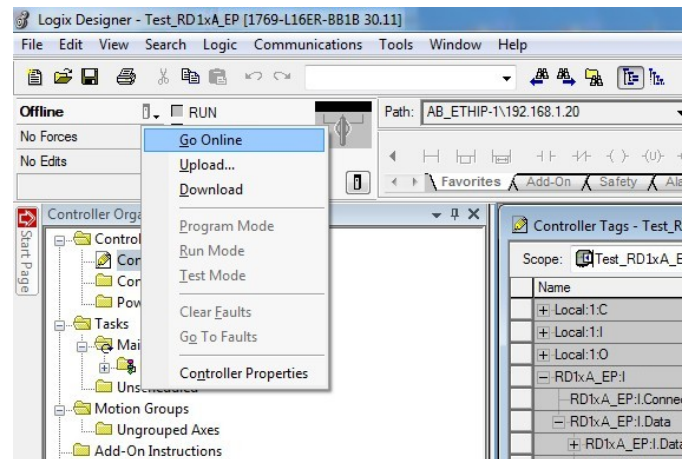 Logix Designer - Test_RD1xA_EP [1769-L16ER-BB1B 30.11]
File Edit View Search Logic Communications Tools Window Help
Offline RUN Path: AB_ETHIP-1\192.168.1.20
No Forces
No Edits
Go Online
Upload...
Download
Program Mode
Run Mode
Test Mode
Clear Faults
Go To Faults
Controller Properties
Favorites Add-On Safety
Start Page
Controller
Tasks
Motion Groups
Ungrouped Axes
Add-On Instructions
Controller Tags -
Scope: Test_RD1xA_E
Name
Local:1:C
Local:1:I
Local:1:O
RD1xA_EP:I
RD1xA_EP:I.Conne
RD1xA_EP:I.Data
RD1xA_EP:I.Data